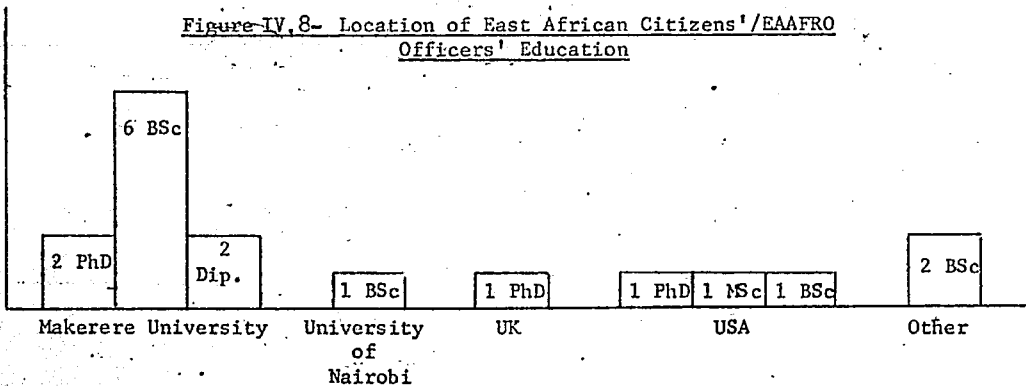 Figure IV.8- Location of East African Citizens'/EAAFRO
Officers' Education
6 BSc
2 PhD
2
Dip.
1 BSc
1 PhD
1 PhD
1 MSc
1 BSc
2 BSc
Makerere University
University
of
Nairobi
UK
USA
Other